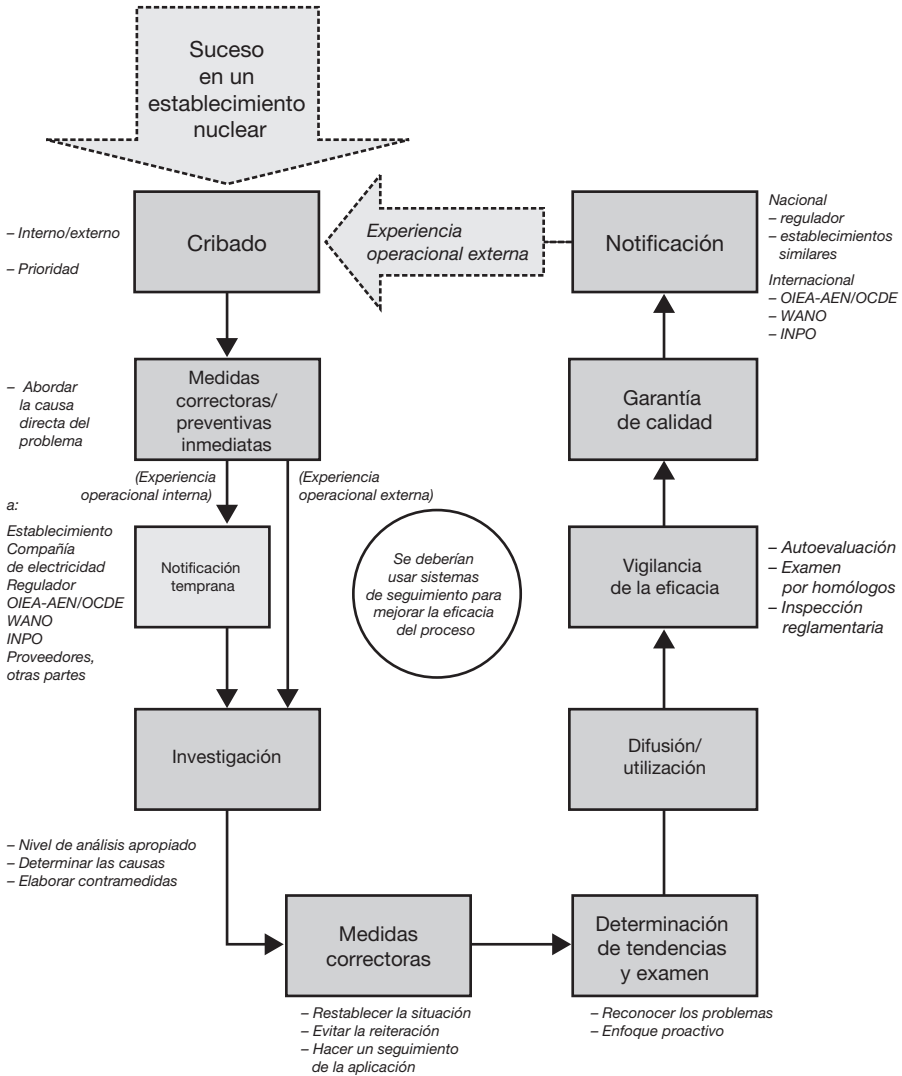 Suceso
en un
establecimiento
nuclear
– Interno/externo
– Prioridad
Cribado
Experiencia
operacional externa
Notificación
Nacional
– regulador
– establecimientos
similares
Internacional
– OIEA-AEN/OCDE
– WANO
– INPO
– Abordar
la causa
directa del
problema
Medidas
correctoras/
preventivas
inmediatas
Garantía
de calidad
(Experiencia
operacional interna)
(Experiencia
operacional externa)
a:
Establecimiento
Compañía
de electricidad
Regulador
OIEA-AEN/OCDE
WANO
INPO
Proveedores,
otras partes
Notificación
temprana
Se deberían
usar sistemas
de seguimiento para
mejorar la eficacia
del proceso
Vigilancia
de la eficacia
– Autoevaluación
– Examen
por homólogos
– Inspección
reglamentaria
Investigación
Difusión/
utilización
– Nivel de análisis apropiado
– Determinar las causas
– Elaborar contramedidas
Medidas
correctoras
Determinación
de tendencias
y examen
– Restablecer la situación
– Evitar la reiteración
– Hacer un seguimiento
de la aplicación
– Reconocer los problemas
– Enfoque proactivo